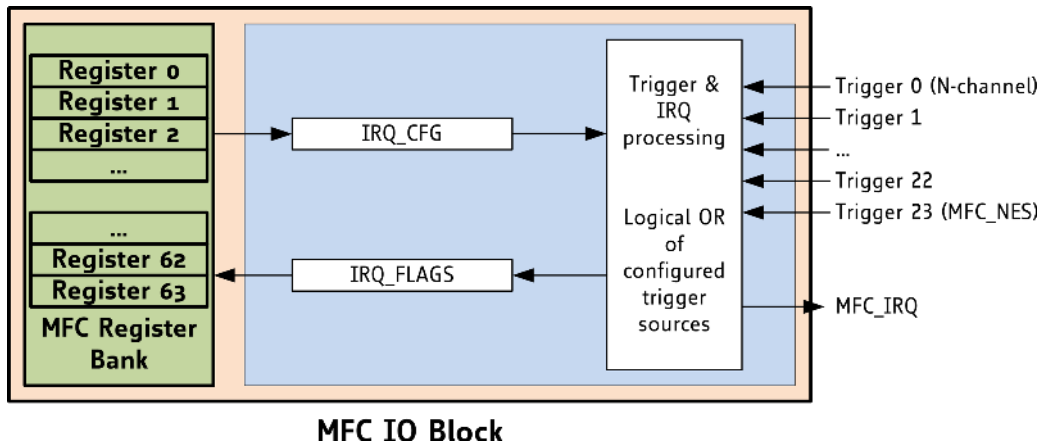 Register 0
Register 1
Register 2
...
...
Register 62
Register 63
MFC Register
Bank
IRQ_CFG
IRQ_FLAGS
Trigger &
IRQ
processing
Logical OR
of
configured
trigger
sources
Trigger 0 (N-channel)
Trigger 1
...
Trigger 22
Trigger 23 (MFC_NES)
MFC_IRQ
MFC IO Block